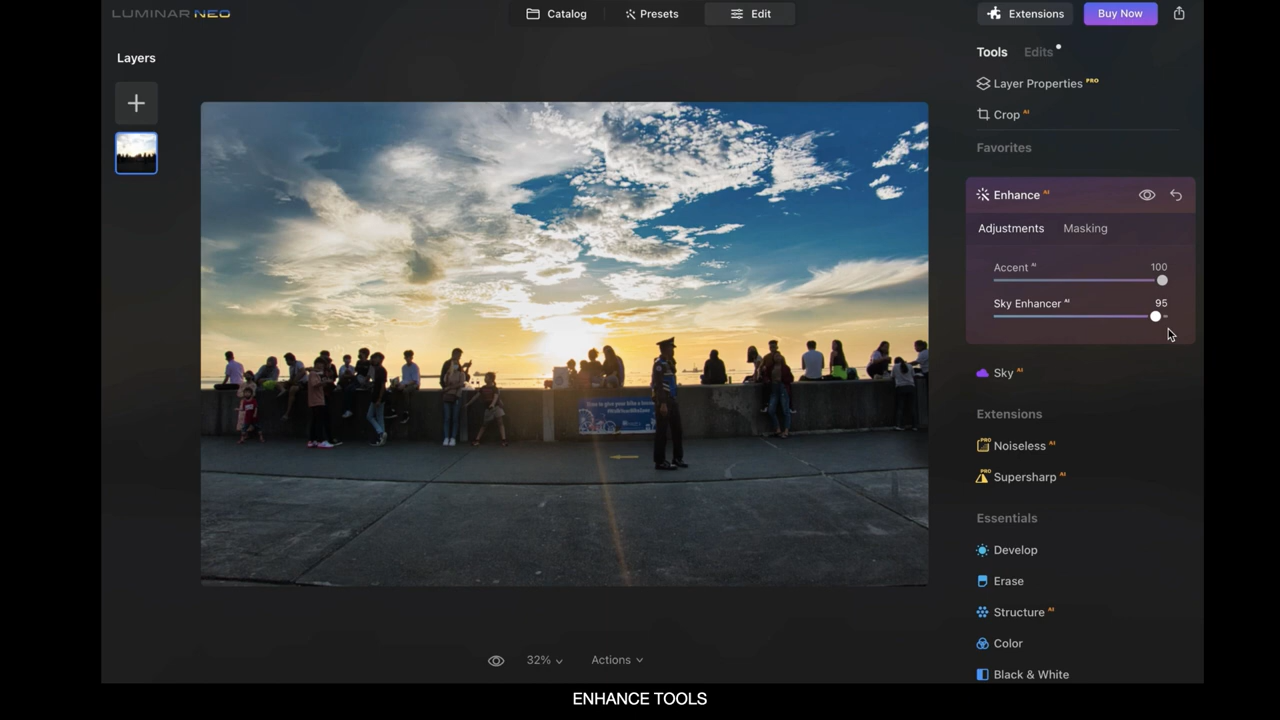 LUMINAR NEO
Catalog
Presets
Edit
Extensions
Buy Now
Layers
Tools
Edits
Layer Properties PRO
Crop AI
Favorites
Enhance AI
Adjustments
Masking
Accent AI
100
Sky Enhancer AI
95
Sky AI
Extensions
PRO Noiseless AI
PRO Supersharp AI
Essentials
Develop
Erase
Structure AI
Color
Black & White
32%
Actions
ENHANCE TOOLS